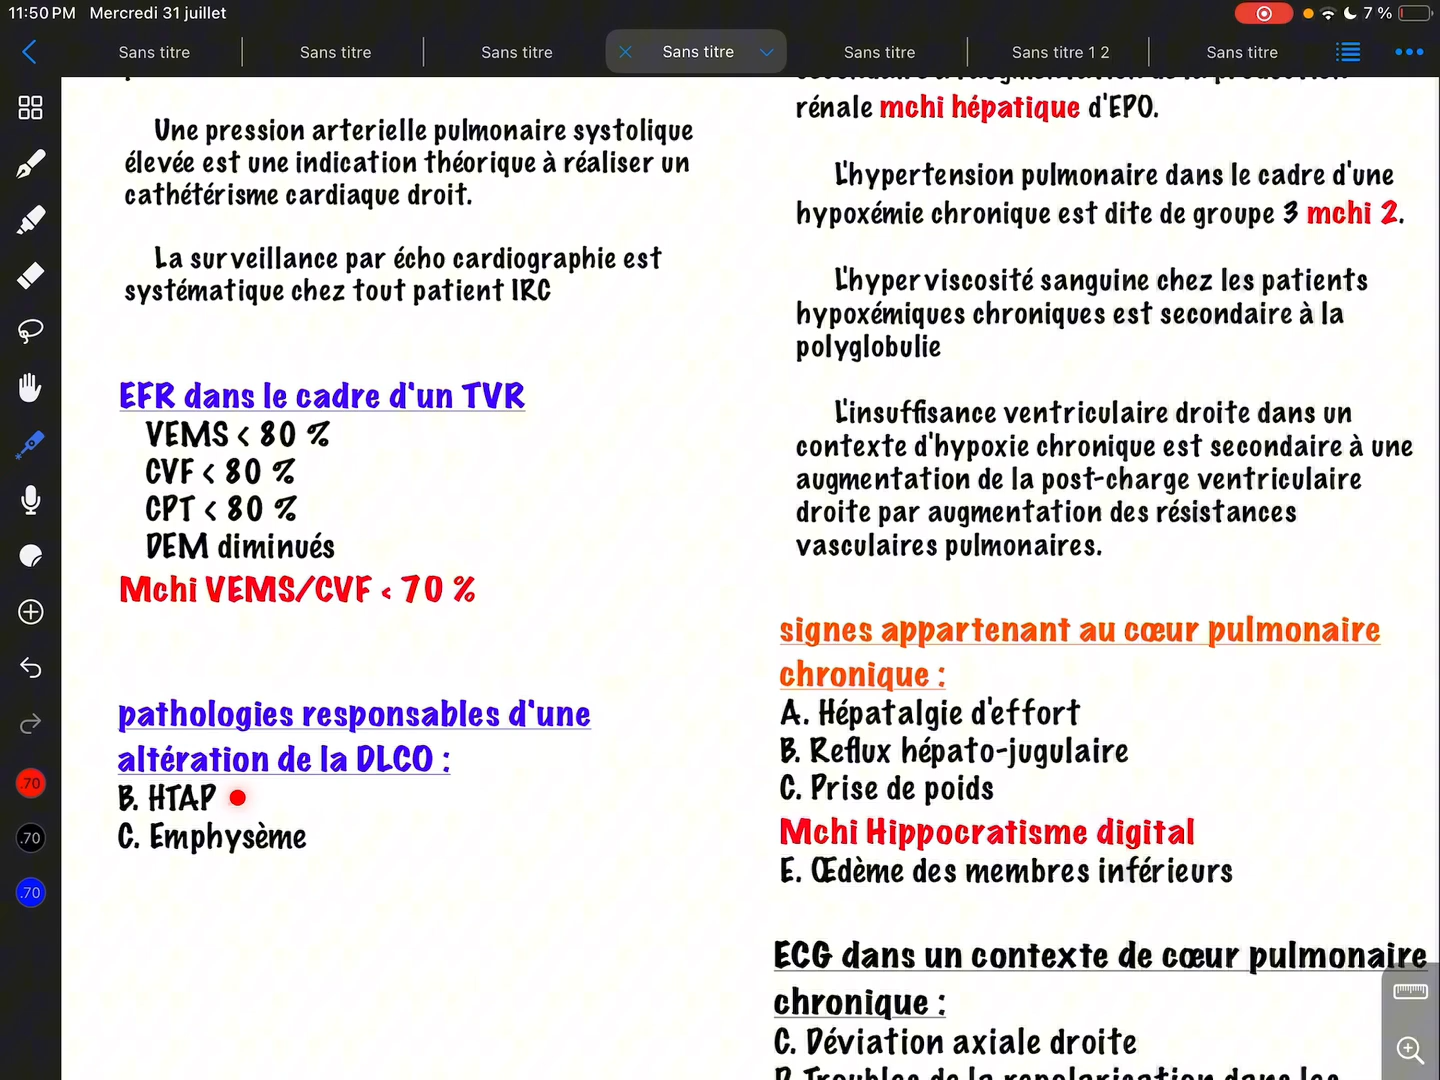 11:50 PM Mercredi 31 juillet
7 %
Sans titre
Sans titre
Sans titre
Sans titre
Sans titre
Sans titre 1 2
Sans titre
Une pression arterielle pulmonaire systolique
élevée est une indication théorique à réaliser un
cathétérisme cardiaque droit.
La surveillance par écho cardiographie est
systématique chez tout patient IRC
EFR dans le cadre d'un TVR
VEMS < 80 %
CVF < 80 %
CPT < 80 %
DEM diminués
Mchi VEMS/CVF < 70 %
pathologies responsables d'une
altération de la DLCO :
B. HTAP
C. Emphysème
.70
.70
.70
rénale mchi hépatique d'EPO.
L'hypertension pulmonaire dans le cadre d'une
hypoxémie chronique est dite de groupe 3 mchi 2.
L'hyperviscosité sanguine chez les patients
hypoxémiques chroniques est secondaire à la
polyglobulie
L'insuffisance ventriculaire droite dans un
contexte d'hypoxie chronique est secondaire à une
augmentation de la post-charge ventriculaire
droite par augmentation des résistances
vasculaires pulmonaires.
signes appartenant au cœur pulmonaire
chronique :
A. Hépatalgie d'effort
B. Reflux hépato-jugulaire
C. Prise de poids
Mchi Hippocratisme digital
E. Œdème des membres inférieurs
ECG dans un contexte de cœur pulmonaire
chronique :
C. Déviation axiale droite
D. Troubles de la repolarisation dans les